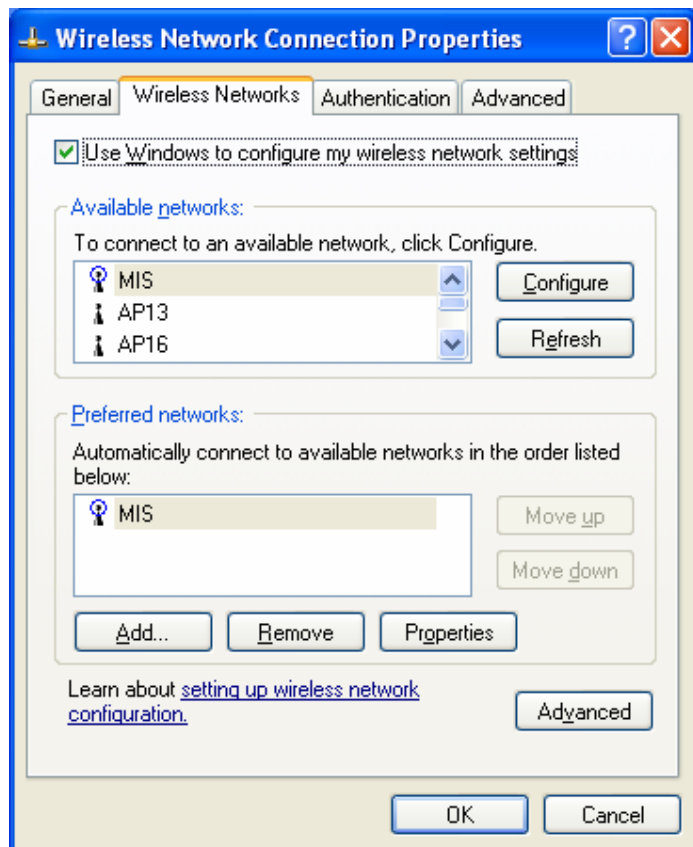 Wireless Network Connection Properties
General Wireless Networks Authentication Advanced
Use Windows to configure my wireless network settings
Available networks:
To connect to an available network, click Configure.
MIS
AP13
AP16
Configure
Refresh
Preferred networks:
Automatically connect to available networks in the order listed
below:
MIS
Move up
Move down
Add... Remove Properties
Learn about setting up wireless network
configuration.
Advanced
OK Cancel